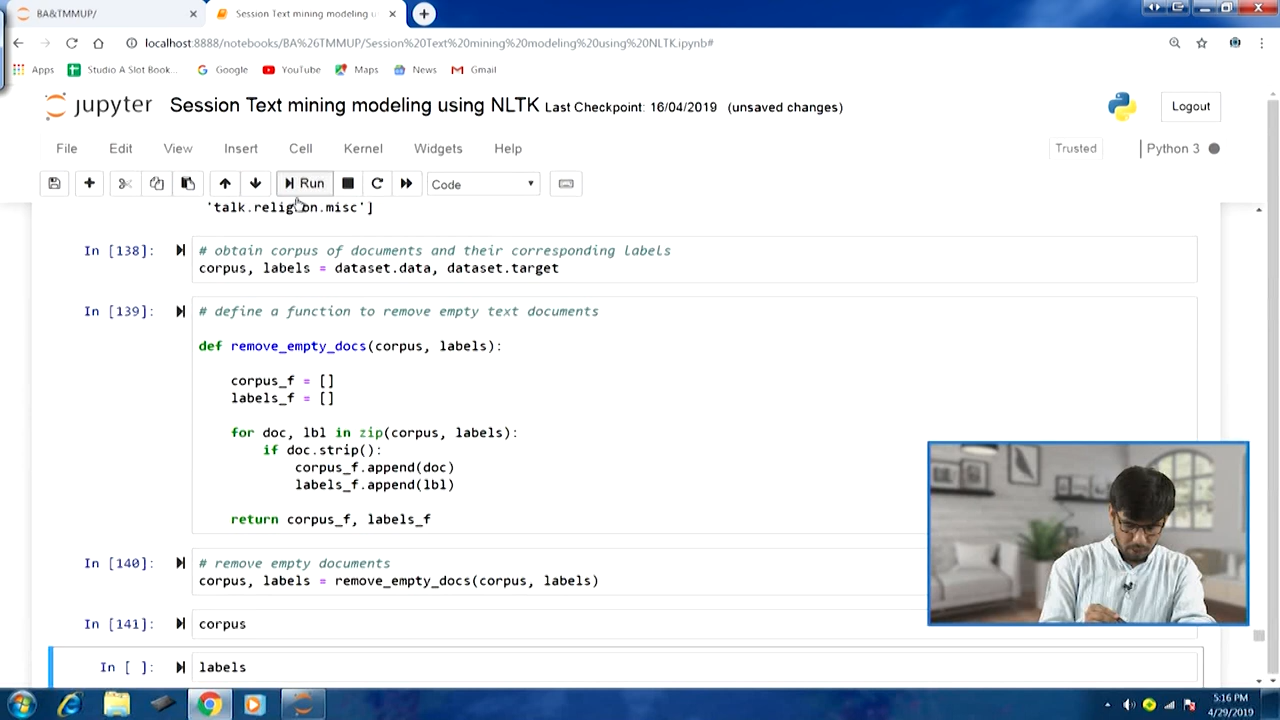 BA&TMMUP/
Session Text mining modeling u
localhost:8888/notebooks/BA%26TMMUP/Session%20Text%20mining%20modeling%20using%20NLTK.ipynb#
Apps
Studio A Slot Book...
Google
YouTube
Maps
News
Gmail
jupyter
Session Text mining modeling using NLTK
Last Checkpoint: 16/04/2019
(unsaved changes)
Logout
File
Edit
View
Insert
Cell
Kernel
Widgets
Help
Trusted
Python 3
Run
Code
'talk.religion.misc']
In [138]:
# obtain corpus of documents and their corresponding labels
corpus, labels = dataset.data, dataset.target
In [139]:
# define a function to remove empty text documents
def remove_empty_docs(corpus, labels):
corpus_f = []
labels_f = []
for doc, lbl in zip(corpus, labels):
if doc.strip():
corpus_f.append(doc)
labels_f.append(lbl)
return corpus_f, labels_f
In [140]:
# remove empty documents
corpus, labels = remove_empty_docs(corpus, labels)
In [141]:
corpus
In [ ]:
labels
5:16 PM
4/29/2019